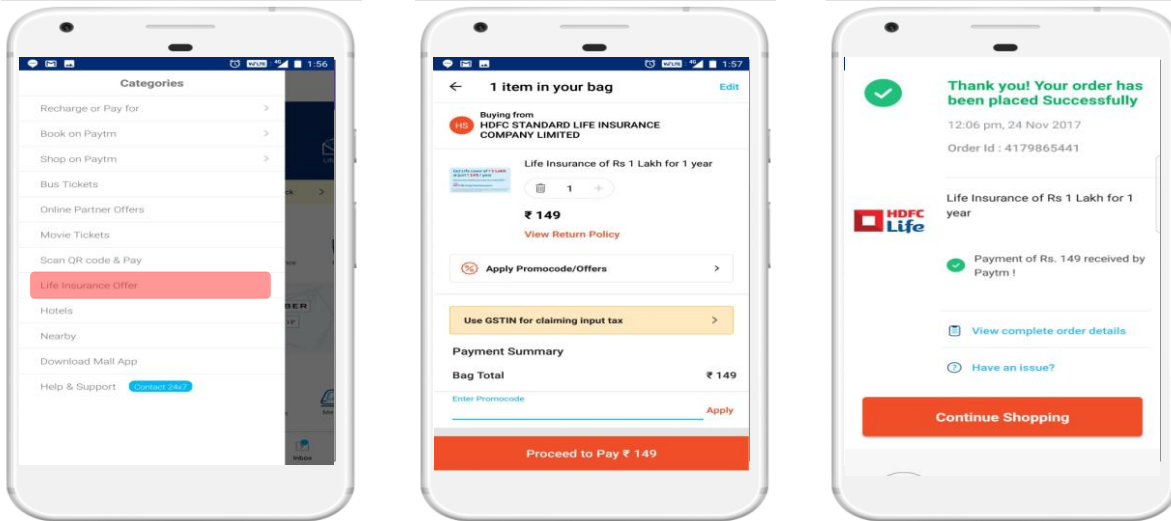 1:56
Categories
Recharge or Pay for
Book on Paytm
Shop on Paytm
Bus Tickets
Online Partner Offers
Movie Tickets
Scan QR code & Pay
Life Insurance Offer
Hotels
Nearby
Download Mall App
Help & Support Contact 24x7
Inbox
VoLTE 4G 1:57
1 item in your bag Edit
Buying from
HS HDFC STANDARD LIFE INSURANCE
COMPANY LIMITED
Life Insurance of Rs 1 Lakh for 1 year
1 +
₹ 149
View Return Policy
Apply Promocode/Offers
Use GSTIN for claiming input tax
Payment Summary
Bag Total ₹ 149
Enter Promocode
Apply
Proceed to Pay ₹ 149
Thank you! Your order has
been placed Successfully
12:06 pm, 24 Nov 2017
Order Id : 4179865441
HDFC
Life
Life Insurance of Rs 1 Lakh for 1
year
Payment of Rs. 149 received by
Paytm !
View complete order details
Have an issue?
Continue Shopping